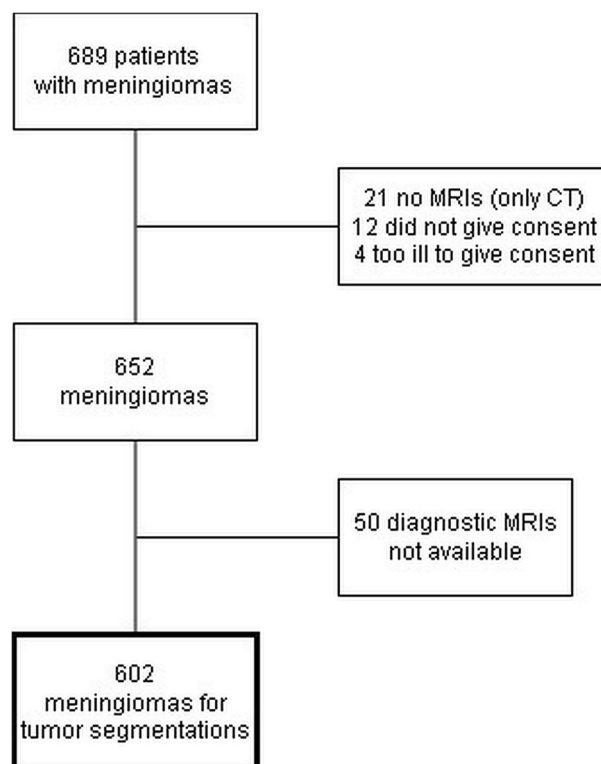 689 patients
with meningiomas
21 no MRIs (only CT)
12 did not give consent
4 too ill to give consent
652
meningiomas
50 diagnostic MRIs
not available
602
meningiomas for
tumor segmentations